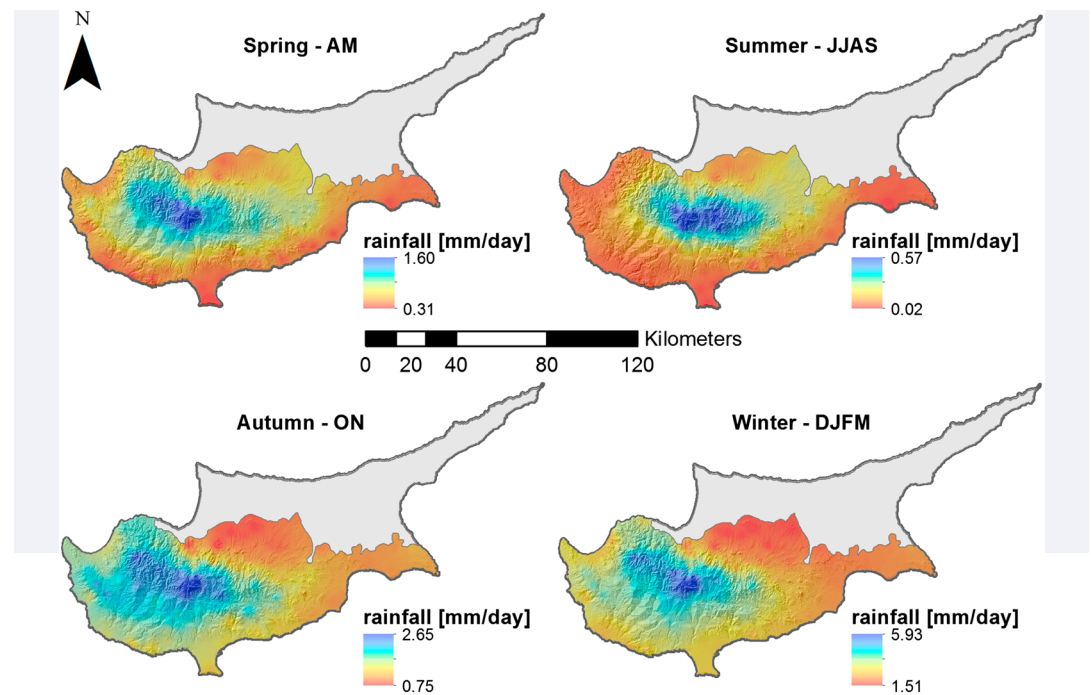 N
Spring - AM
Summer - JJAS
rainfall [mm/day]
1.60
0.31
rainfall [mm/day]
0.57
0.02
Kilometers
0 20 40 80 120
Autumn - ON
Winter - DJFM
rainfall [mm/day]
2.65
0.75
rainfall [mm/day]
5.93
1.51